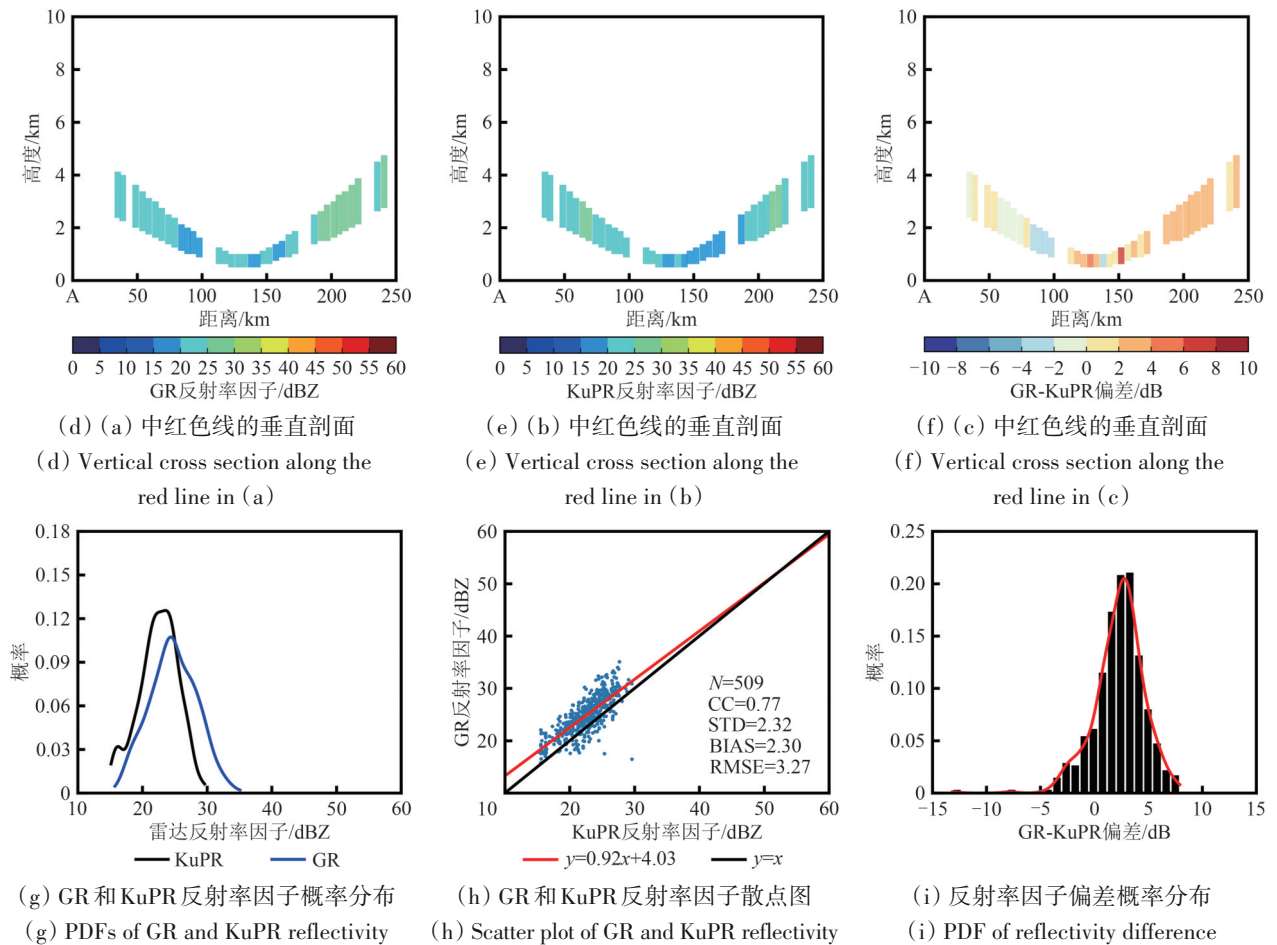 10
8
6
4
2
0
高度/km
A 50 100 150 200 250
距离/km
0 5 10 15 20 25 30 35 40 45 50 55 60
GR反射率因子/dBZ
(d)(a)中红色线的垂直剖面
(d) Vertical cross section along the
red line in (a)
10
8
6
4
2
0
高度/km
A 50 100 150 200 250
距离/km
0 5 10 15 20 25 30 35 40 45 50 55 60
KuPR反射率因子/dBZ
(e)(b)中红色线的垂直剖面
(e) Vertical cross section along the
red line in (b)
10
8
6
4
2
0
高度/km
A 50 100 150 200 250
距离/km
−10 −8 −6 −4 −2 0 2 4 6 8 10
GR-KuPR偏差/dB
(f)(c)中红色线的垂直剖面
(f) Vertical cross section along the
red line in (c)
0.18
0.15
0.12
0.09
0.06
0.03
0
概率
10 20 30 40 50 60
雷达反射率因子/dBZ
KuPR GR
(g) GR和KuPR反射率因子概率分布
(g) PDFs of GR and KuPR reflectivity
60
50
40
30
20
GR反射率因子/dBZ
N=509
CC=0.77
STD=2.32
BIAS=2.30
RMSE=3.27
10 20 30 40 50 60
KuPR反射率因子/dBZ
y=0.92x+4.03 y=x
(h) GR和KuPR反射率因子散点图
(h) Scatter plot of GR and KuPR reflectivity
0.25
0.20
0.15
0.10
0.05
0
概率
−15 −10 −5 0 5 10 15
GR-KuPR偏差/dB
(i) 反射率因子偏差概率分布
(i) PDF of reflectivity difference